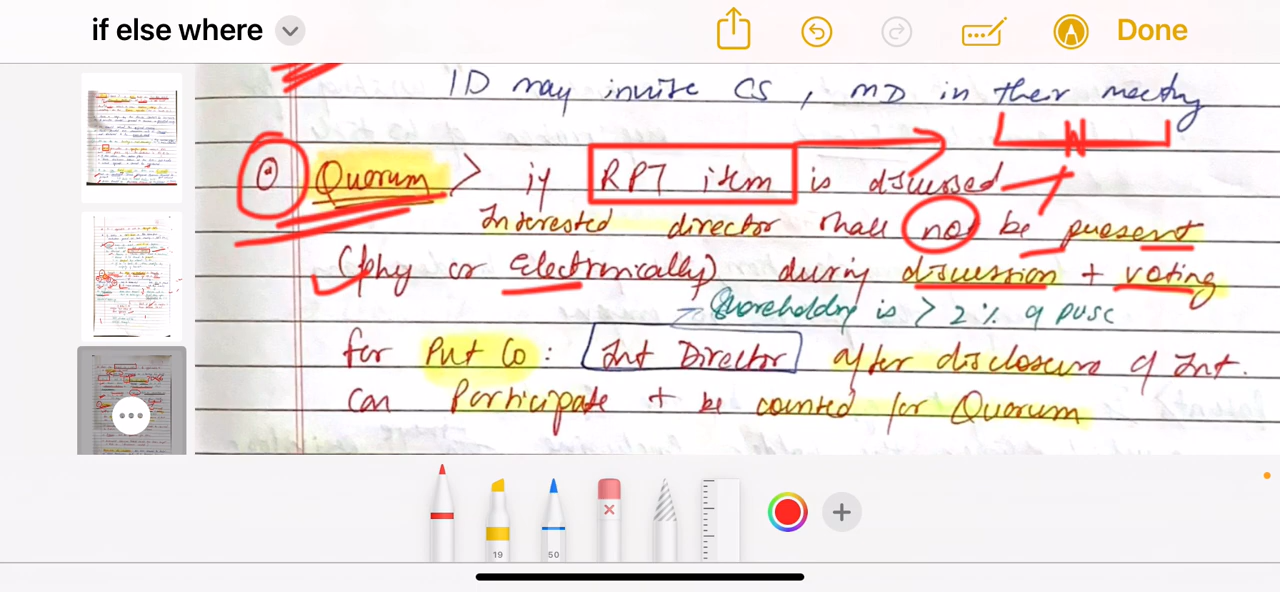 if else where
Done
ID may invite CS, MD in their meeting
Quorum > if RPT item is discussed
Interested director shall not be present
(phy or Electronically) during discussion + voting
Shareholding is > 2% of PUSC
for Pvt Co: Int Director after disclosure of Int.
can Participate + be counted for Quorum
19
50